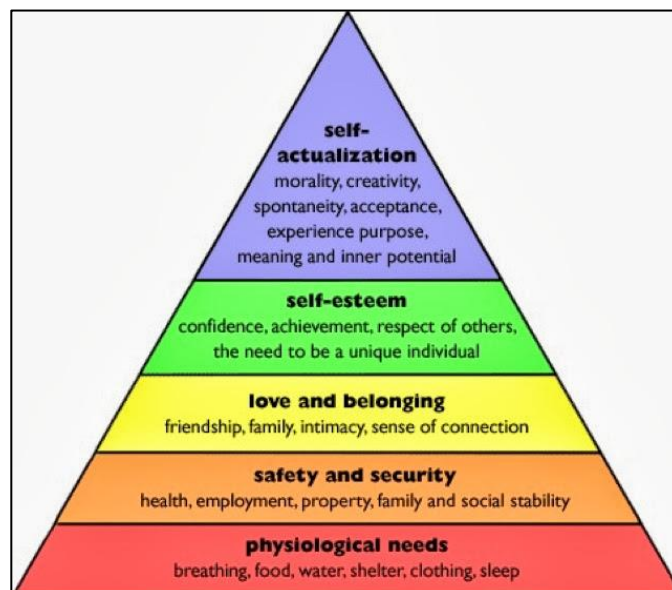 self-
actualization
morality, creativity,
spontaneity, acceptance,
experience purpose,
meaning and inner potential
self-esteem
confidence, achievement, respect of others,
the need to be a unique individual
love and belonging
friendship, family, intimacy, sense of connection
safety and security
health, employment, property, family and social stability
physiological needs
breathing, food, water, shelter, clothing, sleep